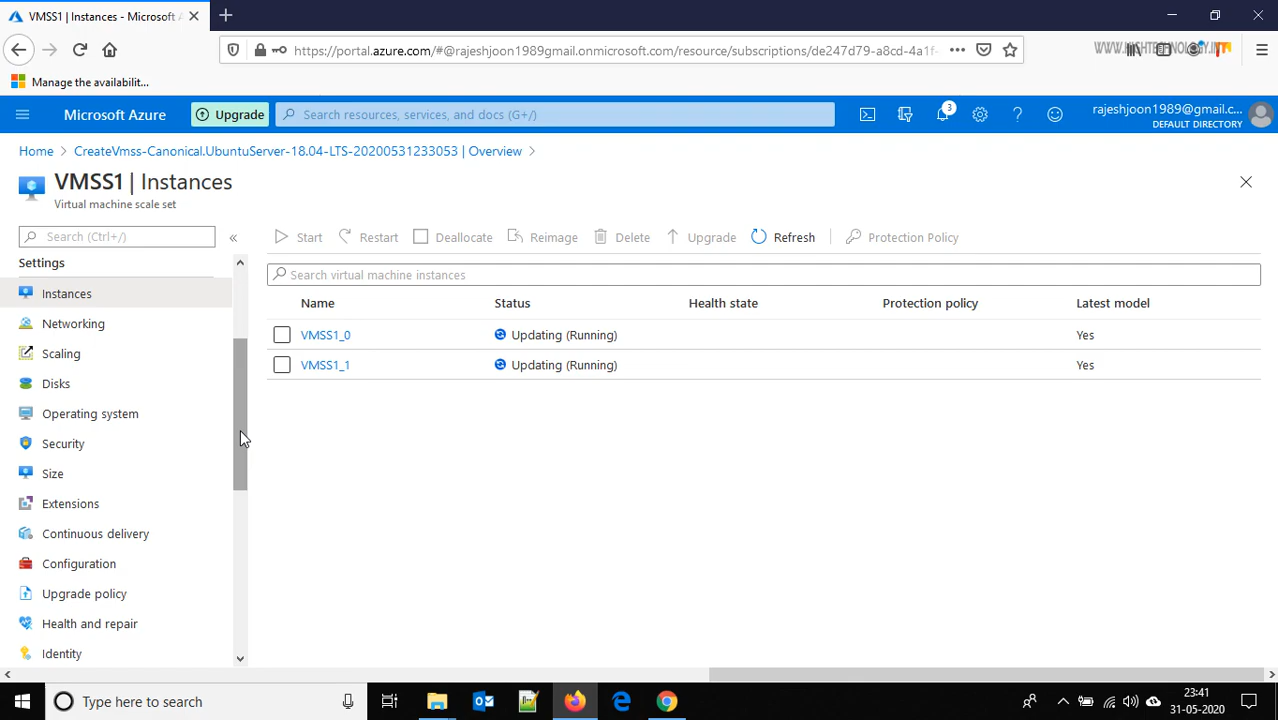 VMSS1 | Instances - Microsoft A
https://portal.azure.com/#@rajeshjoon1989gmail.onmicrosoft.com/resource/subscriptions/de247d79-a8cd-4a1f-
Manage the availabilit...
Microsoft Azure
Upgrade
Search resources, services, and docs (G+/)
3
rajeshjoon1989@gmail.c...
DEFAULT DIRECTORY
Home > CreateVmss-Canonical.UbuntuServer-18.04-LTS-20200531233053 | Overview >
VMSS1 | Instances
Virtual machine scale set
Search (Ctrl+/)
«
Start
Restart
Deallocate
Reimage
Delete
Upgrade
Refresh
Protection Policy
Settings
Instances
Networking
Scaling
Disks
Operating system
Security
Size
Extensions
Continuous delivery
Configuration
Upgrade policy
Health and repair
Identity
Search virtual machine instances
Name Status Health state Protection policy Latest model
VMSS1_0 Updating (Running) Yes
VMSS1_1 Updating (Running) Yes
Type here to search
23:41
31-05-2020